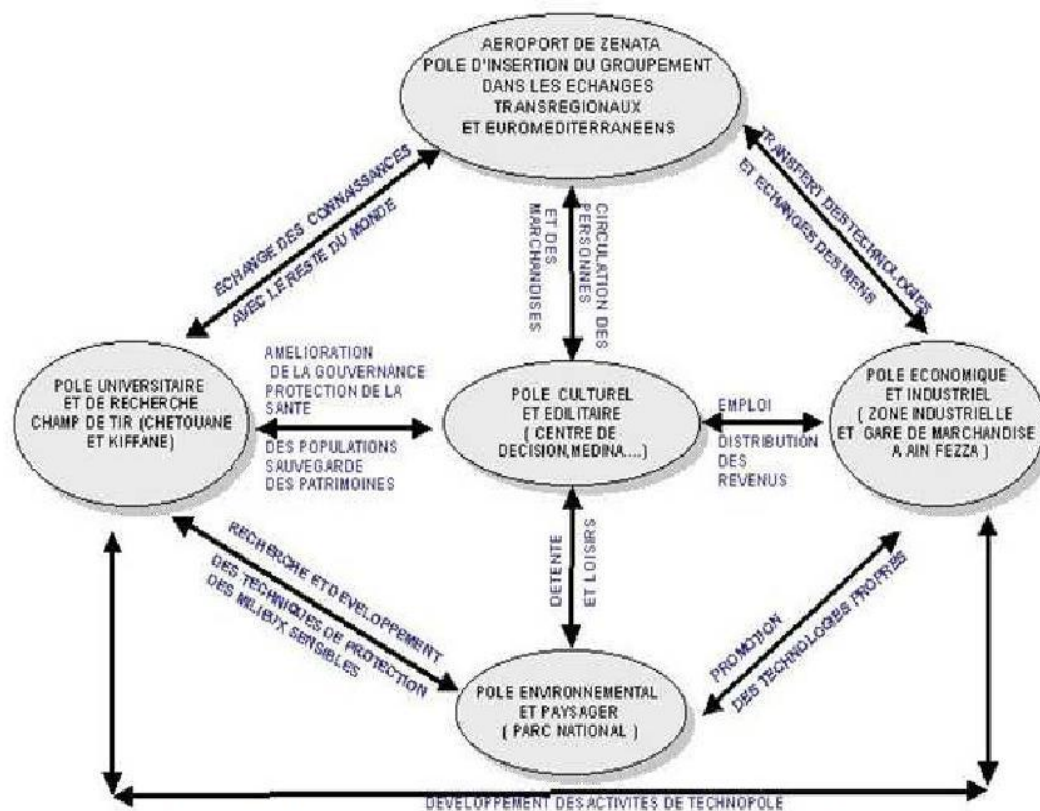 AEROPORT DE ZENATA
POLE D'INSERTION DU GROUPEMENT
DANS LES ECHANGES
TRANSREGIONAUX
ET EUROMEDITERRANEENS
ECHANGE DES CONNAISSANCES
AVEC LE RESTE DU MONDE
CIRCULATION DES
PERSONNES
ET DES
MARCHANDISES
TRANSFERT DES TECHNOLOGIES
ET ECHANGES DES BIENS
POLE UNIVERSITAIRE
ET DE RECHERCHE
CHAMP DE TIR (CHETOUANE
ET KIFFANE)
AMELIORATION
DE LA GOUVERNANCE
PROTECTION DE LA
SANTE
DES POPULATIONS
SAUVEGARDE
DES PATRIMOINES
POLE CULTUREL
ET EDILITAIRE
( CENTRE DE
DECISION,MEDINA....)
EMPLOI
DISTRIBUTION
DES
REVENUS
POLE ECONOMIQUE
ET INDUSTRIEL
( ZONE INDUSTRIELLE
ET GARE DE MARCHANDISE
A AIN FEZZA )
RECHERCHE ET DEVELOPPEMENT
DES TECHNIQUES DE PROTECTION
DES MILIEUX SENSIBLES
DETENTE
ET LOISIRS
PROMOTION
DES TECHNOLOGIES PROPRES
POLE ENVIRONNEMENTAL
ET PAYSAGER
( PARC NATIONAL )
DEVELOPPEMENT DES ACTIVITES DE TECHNOPOLE